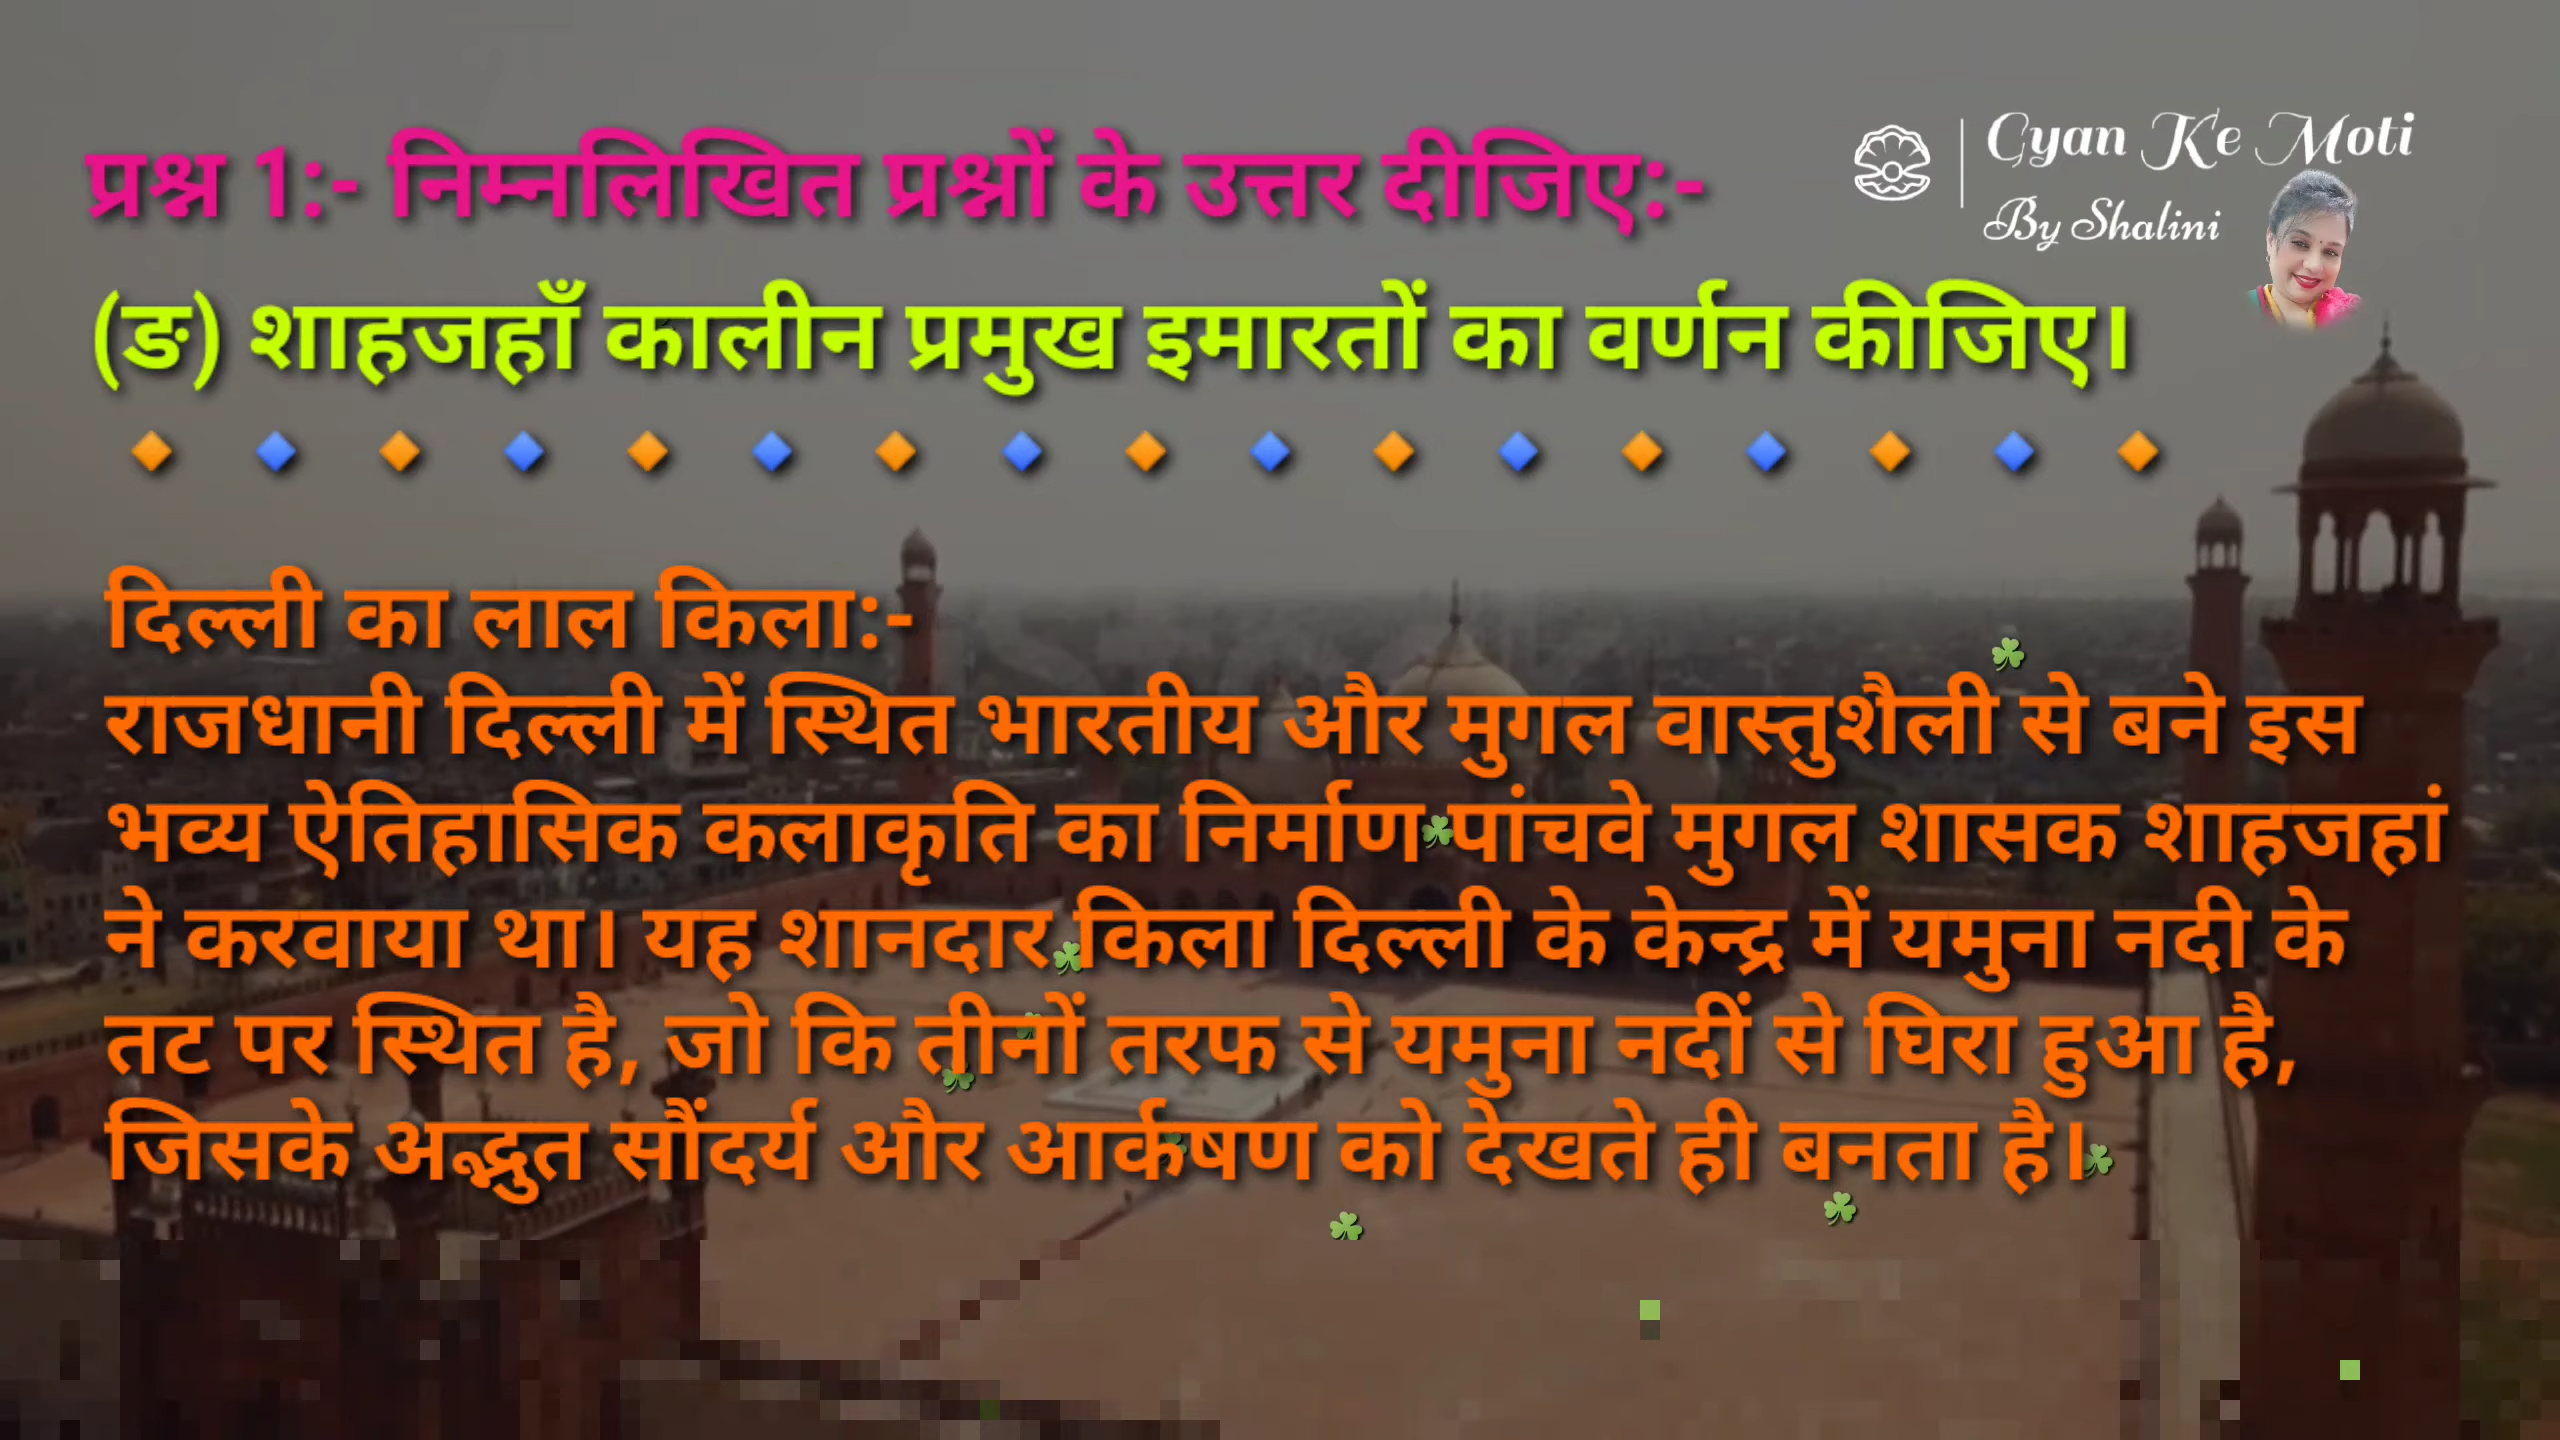 प्रश्न 1:- निम्नलिखित प्रश्नों के उत्तर दीजिए:-
Gyan Ke Moti
By Shalini
(ङ) शाहजहाँ कालीन प्रमुख इमारतों का वर्णन कीजिए।
दिल्ली का लाल किला:-
राजधानी दिल्ली में स्थित भारतीय और मुगल वास्तुशैली से बने इस
भव्य ऐतिहासिक कलाकृति का निर्माण पांचवे मुगल शासक शाहजहां
ने करवाया था। यह शानदार किला दिल्ली के केन्द्र में यमुना नदी के
तट पर स्थित है, जो कि तीनों तरफ से यमुना नदीं से घिरा हुआ है,
जिसके अद्भुत सौंदर्य और आर्कषण को देखते ही बनता है।